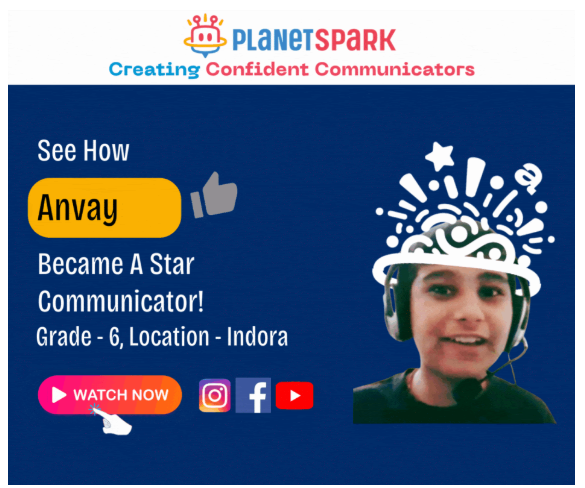 PLANETSPARK
Creating Confident Communicators
See How
Anvay
Became A Star
Communicator!
Grade - 6, Location - Indora
WATCH NOW
a